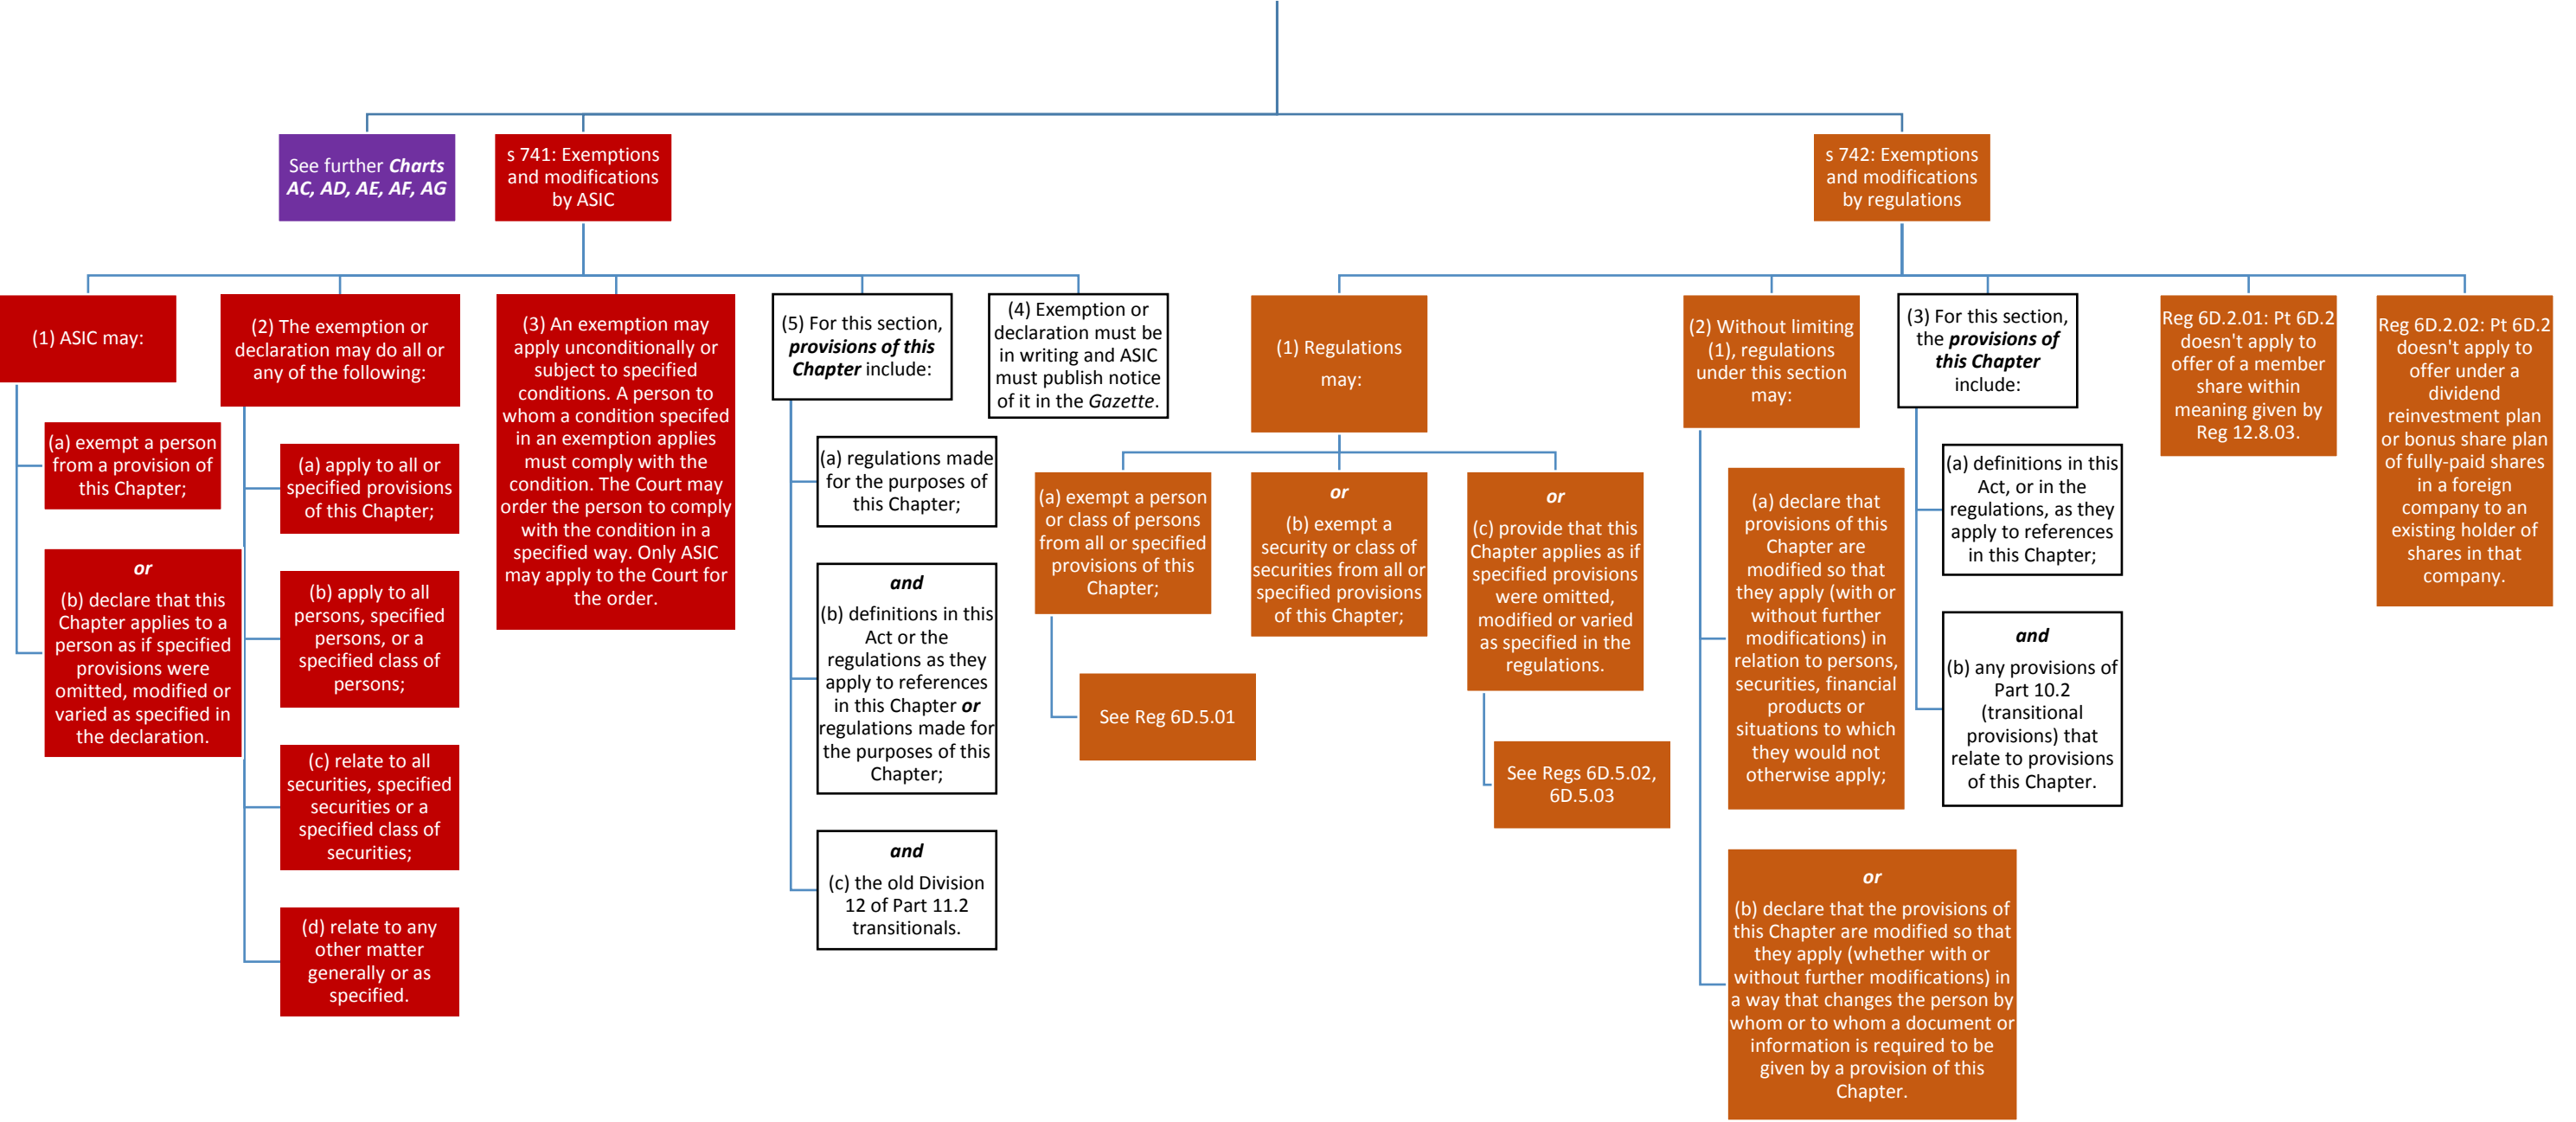 See further Charts
AC, AD, AE, AF, AG
s 741: Exemptions
and modifications
by ASIC
s 742: Exemptions
and modifications
by regulations
(1) ASIC may:
(a) exempt a person
from a provision of
this Chapter;
or
(b) declare that this
Chapter applies to a
person as if specified
provisions were
omitted, modified or
varied as specified in
the declaration.
(2) The exemption or
declaration may do all or
any of the following:
(a) apply to all or
specified provisions
of this Chapter;
(b) apply to all
persons, specified
persons, or a
specified class of
persons;
(c) relate to all
securities, specified
securities or a
specified class of
securities;
(d) relate to any
other matter
generally or as
specified.
(3) An exemption may
apply unconditionally or
subject to specified
conditions. A person to
whom a condition specifed
in an exemption applies
must comply with the
condition. The Court may
order the person to comply
with the condition in a
specified way. Only ASIC
may apply to the Court for
the order.
(5) For this section,
provisions of this
Chapter include:
(a) regulations made
for the purposes of
this Chapter;
and
(b) definitions in this
Act or the
regulations as they
apply to references
in this Chapter or
regulations made for
the purposes of this
Chapter;
and
(c) the old Division
12 of Part 11.2
transitionals.
(4) Exemption or
declaration must be
in writing and ASIC
must publish notice
of it in the Gazette.
(1) Regulations
may:
(a) exempt a person
or class of persons
from all or specified
provisions of this
Chapter;
See Reg 6D.5.01
or
(b) exempt a
security or class of
securities from all or
specified provisions
of this Chapter;
or
(c) provide that this
Chapter applies as if
specified provisions
were omitted,
modified or varied
as specified in the
regulations.
See Regs 6D.5.02,
6D.5.03
(2) Without limiting
(1), regulations
under this section
may:
(a) declare that
provisions of this
Chapter are
modified so that
they apply (with or
without further
modifications) in
relation to persons,
securities, financial
products or
situations to which
they would not
otherwise apply;
or
(b) declare that the provisions of
this Chapter are modified so that
they apply (whether with or
without further modifications) in
a way that changes the person by
whom or to whom a document or
information is required to be
given by a provision of this
Chapter.
(3) For this section,
the provisions of
this Chapter
include:
(a) definitions in this
Act, or in the
regulations, as they
apply to references
in this Chapter;
and
(b) any provisions of
Part 10.2
(transitional
provisions) that
relate to provisions
of this Chapter.
Reg 6D.2.01: Pt 6D.2
doesn't apply to
offer of a member
share within
meaning given by
Reg 12.8.03.
Reg 6D.2.02: Pt 6D.2
doesn't apply to
offer under a
dividend
reinvestment plan
or bonus share plan
of fully-paid shares
in a foreign
company to an
existing holder of
shares in that
company.